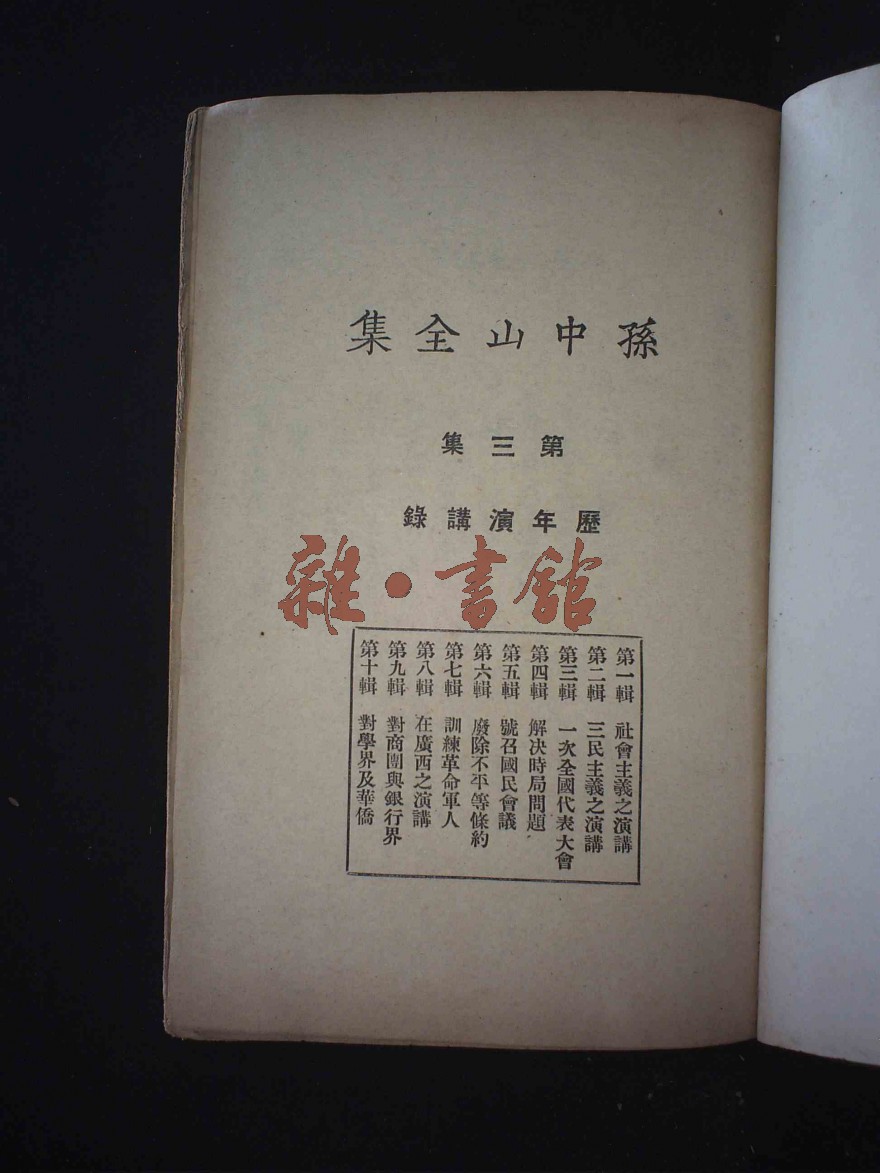 孫中山全集
第三集
歷年演講錄
雜·書館
第一輯 社會主義之演講
第二輯 三民主義之演講
第三輯 一次全國代表大會
第四輯 解決時局問題
第五輯 號召國民會議
第六輯 廢除不平等條約
第七輯 訓練革命軍人
第八輯 在廣西之演講
第九輯 對商團與銀行界
第十輯 對學界及華僑